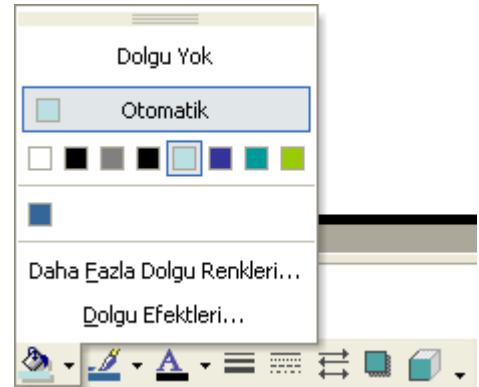 Dolgu Yok
Otomatik
Daha Fazla Dolgu Renkleri...
Dolgu Efektleri...
A